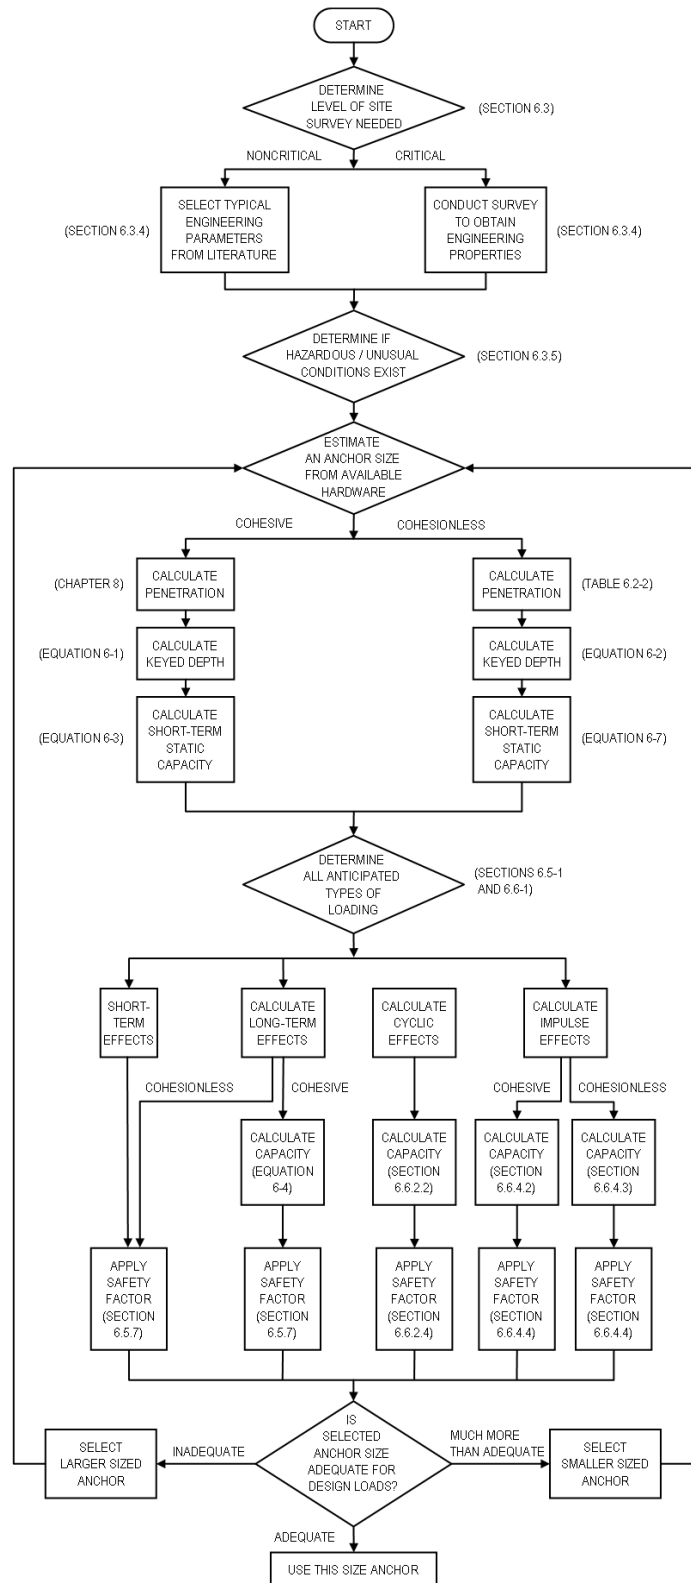 START
DETERMINE
LEVEL OF SITE
SURVEY NEEDED
(SECTION 6.3)
NONCRITICAL
CRITICAL
(SECTION 6.3.4)
SELECT TYPICAL
ENGINEERING
PARAMETERS
FROM LITERATURE
CONDUCT SURVEY
TO OBTAIN
ENGINEERING
PROPERTIES
(SECTION 6.3.4)
DETERMINE IF
HAZARDOUS / UNUSUAL
CONDITIONS EXIST
(SECTION 6.3.5)
ESTIMATE
AN ANCHOR SIZE
FROM AVAILABLE
HARDWARE
COHESIVE
COHESIONLESS
(CHAPTER 8)
CALCULATE
PENETRATION
CALCULATE
PENETRATION
(TABLE 6.2-2)
(EQUATION 6-1)
CALCULATE
KEYED DEPTH
CALCULATE
KEYED DEPTH
(EQUATION 6-2)
(EQUATION 6-3)
CALCULATE
SHORT-TERM
STATIC
CAPACITY
CALCULATE
SHORT-TERM
STATIC
CAPACITY
(EQUATION 6-7)
DETERMINE
ALL ANTICIPATED
TYPES OF
LOADING
(SECTIONS 6.5-1
AND 6.6-1)
SHORT-
TERM
EFFECTS
CALCULATE
LONG-TERM
EFFECTS
CALCULATE
CYCLIC
EFFECTS
CALCULATE
IMPULSE
EFFECTS
COHESIONLESS
COHESIVE
COHESIVE
COHESIONLESS
CALCULATE
CAPACITY
(EQUATION
6-4)
CALCULATE
CAPACITY
(SECTION
6.6.2.2)
CALCULATE
CAPACITY
(SECTION
6.6.4.2)
CALCULATE
CAPACITY
(SECTION
6.6.4.3)
APPLY
SAFETY
FACTOR
(SECTION
6.5.7)
APPLY
SAFETY
FACTOR
(SECTION
6.5.7)
APPLY
SAFETY
FACTOR
(SECTION
6.6.2.4)
APPLY
SAFETY
FACTOR
(SECTION
6.6.4.4)
APPLY
SAFETY
FACTOR
(SECTION
6.6.4.4)
IS
SELECTED
ANCHOR SIZE
ADEQUATE FOR
DESIGN LOADS?
SELECT
LARGER SIZED
ANCHOR
INADEQUATE
MUCH MORE
THAN ADEQUATE
SELECT
SMALLER SIZED
ANCHOR
ADEQUATE
USE THIS SIZE ANCHOR